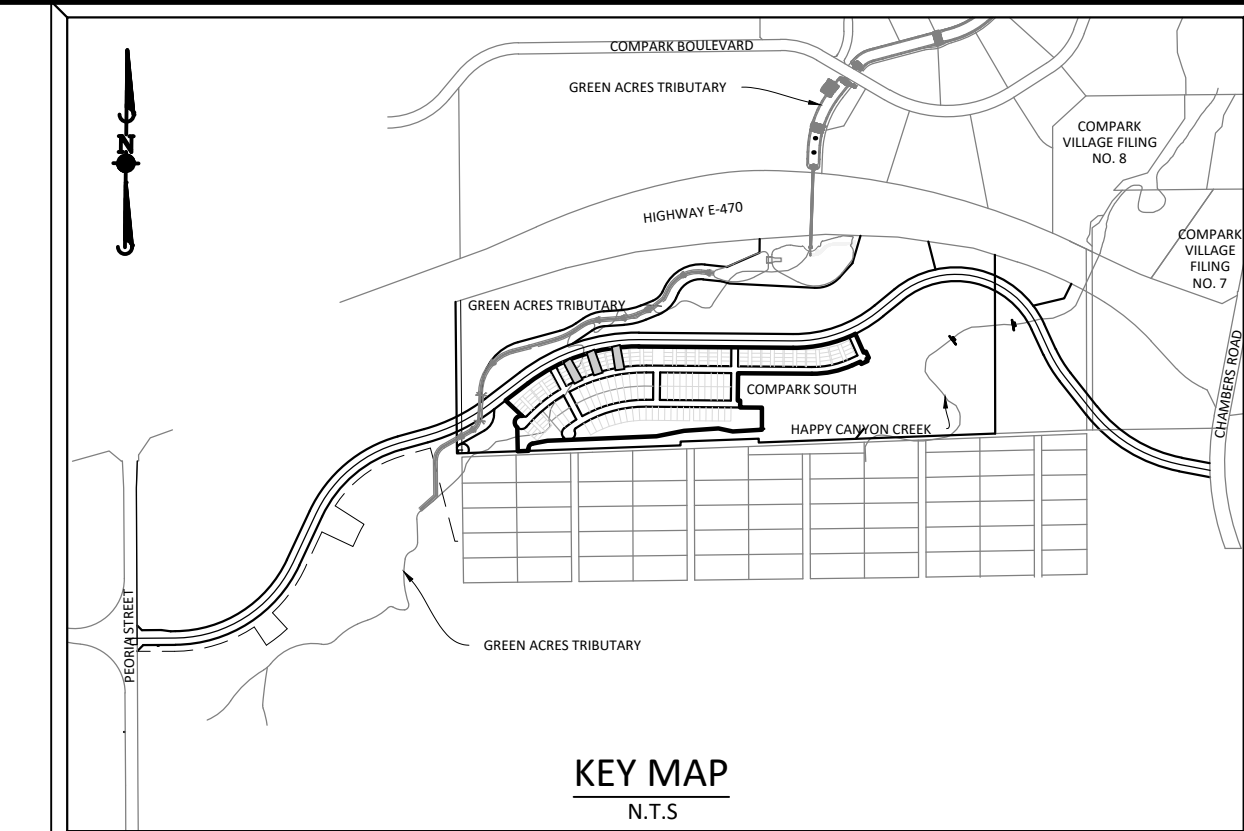 COMPARK BOULEVARD
GREEN ACRES TRIBUTARY
N
COMPARK
VILLAGE FILING
NO. 8
HIGHWAY E-470
COMPARK
VILLAGE
FILING
NO. 7
GREEN ACRES TRIBUTARY
COMPARK SOUTH
HAPPY CANYON CREEK
CHAMBERS ROAD
PEORIA STREET
GREEN ACRES TRIBUTARY
KEY MAP
N.T.S